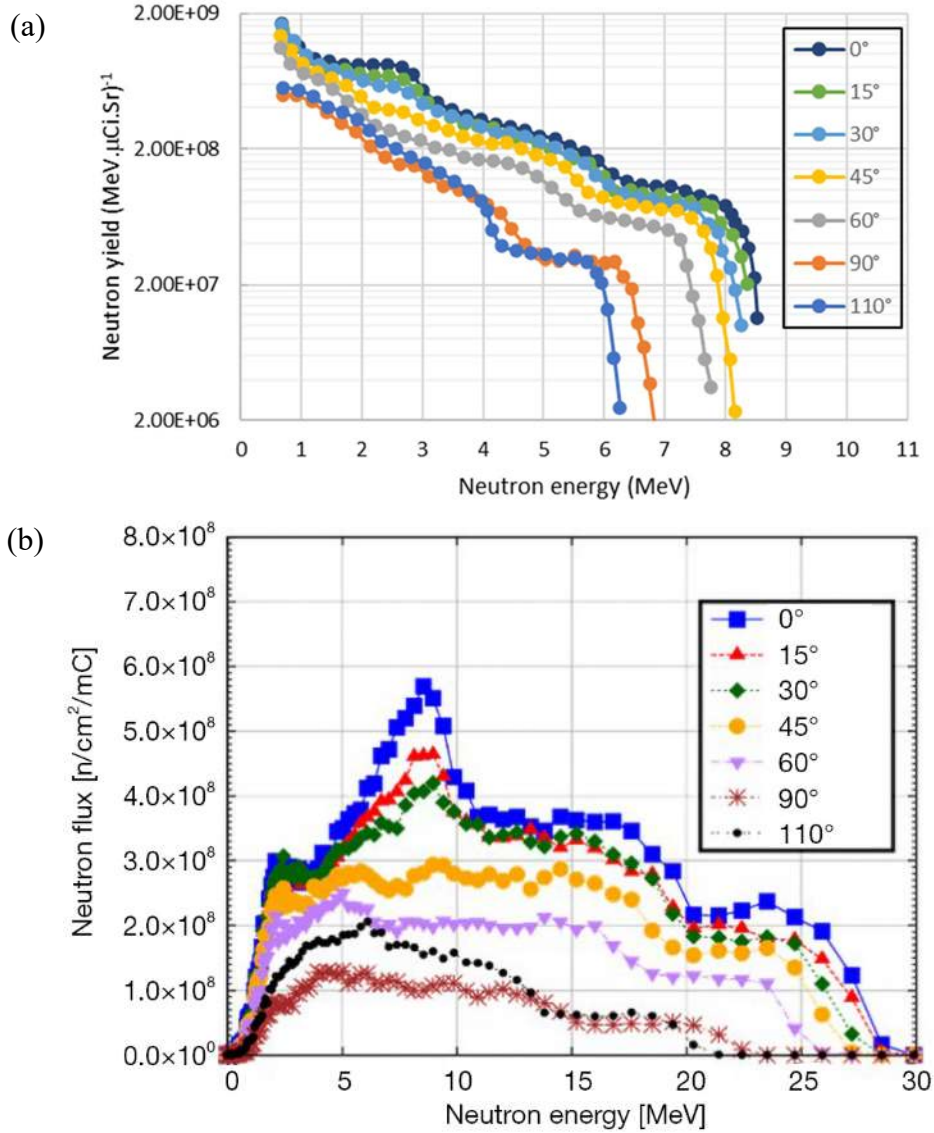 (a)
2.00E+09
2.00E+08
2.00E+07
2.00E+06
Neutron yield (MeV.µCi.Sr)⁻¹
0 1 2 3 4 5 6 7 8 9 10 11
Neutron energy (MeV)
0°
15°
30°
45°
60°
90°
110°
(b)
8.0×10⁸
7.0×10⁸
6.0×10⁸
5.0×10⁸
4.0×10⁸
3.0×10⁸
2.0×10⁸
1.0×10⁸
0.0×10⁰
Neutron flux [n/cm²/mC]
0 5 10 15 20 25 30
Neutron energy [MeV]
0°
15°
30°
45°
60°
90°
110°